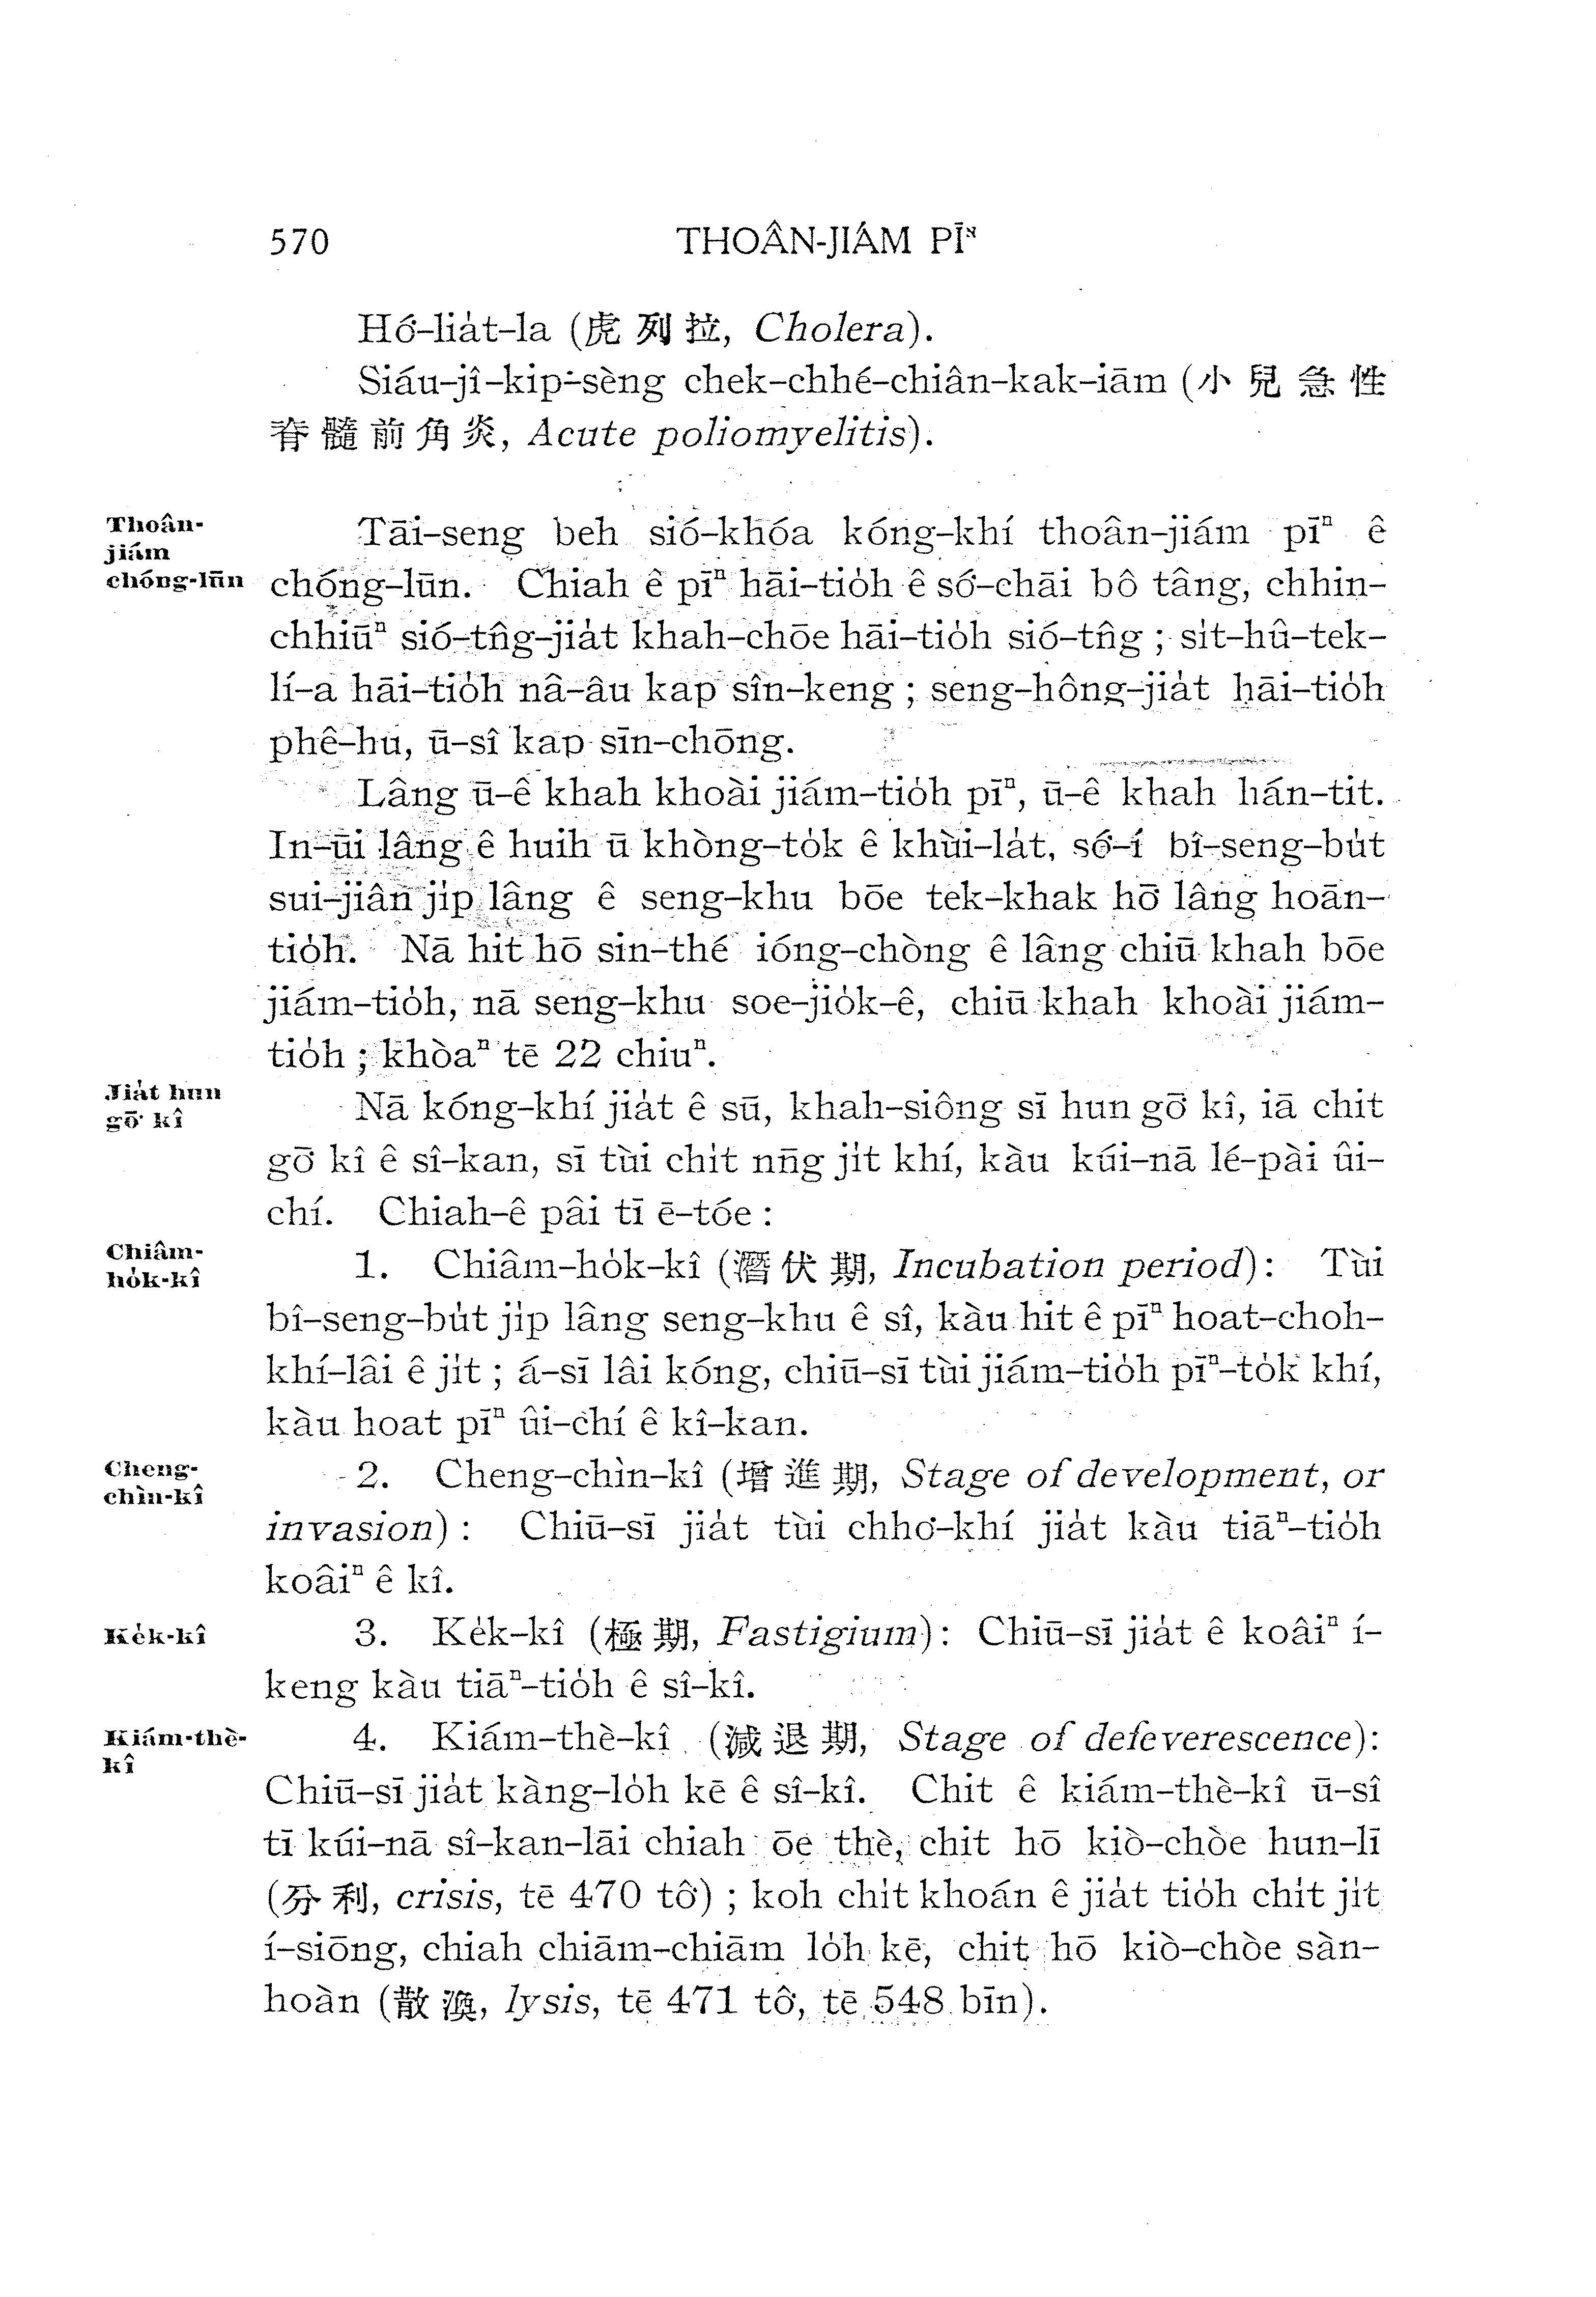 570
THOÂN-JIÁM PĪᴺ
Hó͘-lia̍t-la (虎列拉, Cholera).
Siáu-jî-kip-sèng chek-chhé-chiân-kak-iām (小兒急性
脊髓前角炎, Acute poliomyelitis).
Thoân-
jiám
chóng-lūn
Tāi-seng beh sió-khóa kóng-khí thoân-jiám pīⁿ ê
chóng-lūn. Chiah ê pīⁿ hāi-tio̍h ê só͘-chāi bô tâng, chhin-
chhiūⁿ sió-tn̂g-jia̍t khah-chōe hāi-tio̍h sió-tn̂g ; si̍t-hû-tek-
lí-a hāi-tio̍h nâ-âu kap sîn-keng ; seng-hông-jia̍t hāi-tio̍h
phê-hu, ū-sî kap sīn-chōng.
Lâng ū-ê khah khoài jiám-tio̍h pīⁿ, ū-ê khah hán-tit.
In-ūi lâng ê huih ū khòng-to̍k ê khùi-la̍t, só͘-í bî-seng-bu̍t
sui-jiân ji̍p lâng ê seng-khu bōe tek-khak hō͘ lâng hoān-
tio̍h. Nā hit hō sin-thé ióng-chòng ê lâng chiū khah bōe
jiám-tio̍h, nā seng-khu soe-jio̍k-ê, chiū khah khoài jiám-
tio̍h ; khòaⁿ tē 22 chiuⁿ.
Jia̍t hun
gō͘ kî
Nā kóng-khí jia̍t ê sū, khah-siông sī hun gō͘ kî, iā chit
gō͘ kî ê sî-kan, sī tùi chi̍t nn̄g ji̍t khí, kàu kúi-nā lé-pài ûi-
chí. Chiah-ê pâi tī ē-tóe :
Chiâm-
ho̍k-kî
1. Chiâm-ho̍k-kî (潛伏期, Incubation period): Tùi
bî-seng-bu̍t ji̍p lâng seng-khu ê sî, kàu hit ê pīⁿ hoat-choh-
khí-lâi ê ji̍t ; á-sī lâi kóng, chiū-sī tùi jiám-tio̍h pīⁿ-to̍k khí,
kàu hoat pīⁿ ûi-chí ê kî-kan.
Cheng-
chìn-kî
2. Cheng-chìn-kî (增進期, Stage of development, or
invasion) : Chiū-sī jia̍t tùi chho͘-khí jia̍t kàu tiāⁿ-tio̍h
koâiⁿ ê kî.
Ke̍k-kî
3. Ke̍k-kî (極期, Fastigium): Chiū-sī jia̍t ê koâiⁿ í-
keng kàu tiāⁿ-tio̍h ê sî-kî.
Kiám-thè-
kî
4. Kiám-thè-kî (減退期, Stage of defeverescence):
Chiū-sī jia̍t kàng-lo̍h kē ê sî-kî. Chit ê kiám-thè-kî ū-sî
tī kúi-nā sî-kan-lāi chiah ōe thè, chit hō kiò-chòe hun-lī
(分利, crisis, tē 470 tô͘) ; koh chi̍t khoán ê jia̍t tio̍h chi̍t ji̍t
í-siōng, chiah chiām-chiām lo̍h kē, chit hō kiò-chòe sàn-
hoàn (散渙, lysis, tē 471 tô͘, tē 548 bīn).